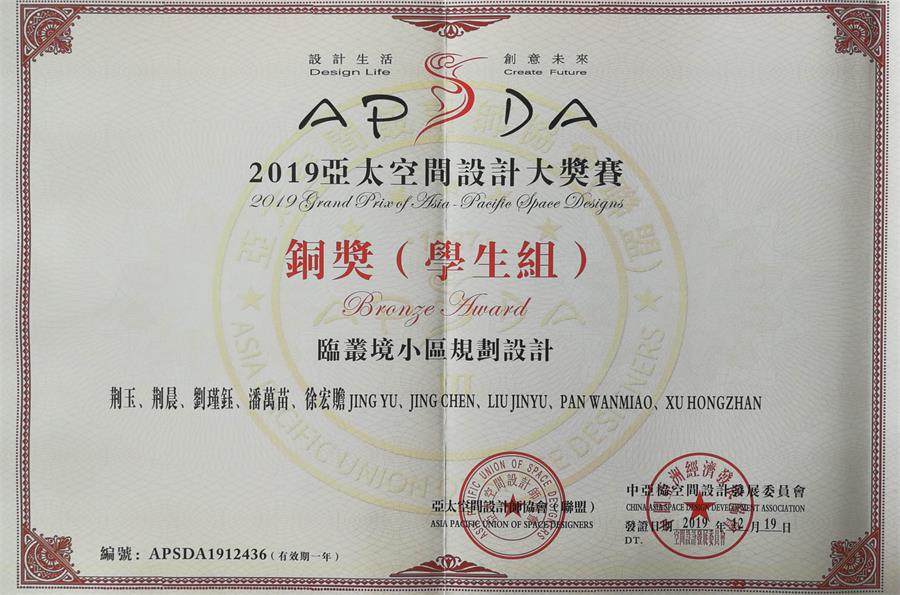 設計生活 創意未來
Design Life Create Future
APSDA
2019亞太空間設計大獎賽
2019 Grand Prix of Asia-Pacific Space Designs
銅獎（學生組）
Bronze Award
臨叢境小區規劃設計
荆玉、荆晨、劉瑾鈺、潘萬苗、徐宏瞻 JING YU、JING CHEN、LIU JINYU、PAN WANMIAO、XU HONGZHAN
亞太空間設計師協會（聯盟）
ASIA PACIFIC UNION OF SPACE DESIGNERS
中亞協空間設計發展委員會
CHINA ASIA SPACE DESIGN DEVELOPMENT ASSOCIATION
發證日期 2019 年 12 月 19 日
DT.
編號：APSDA1912436（有效期一年）